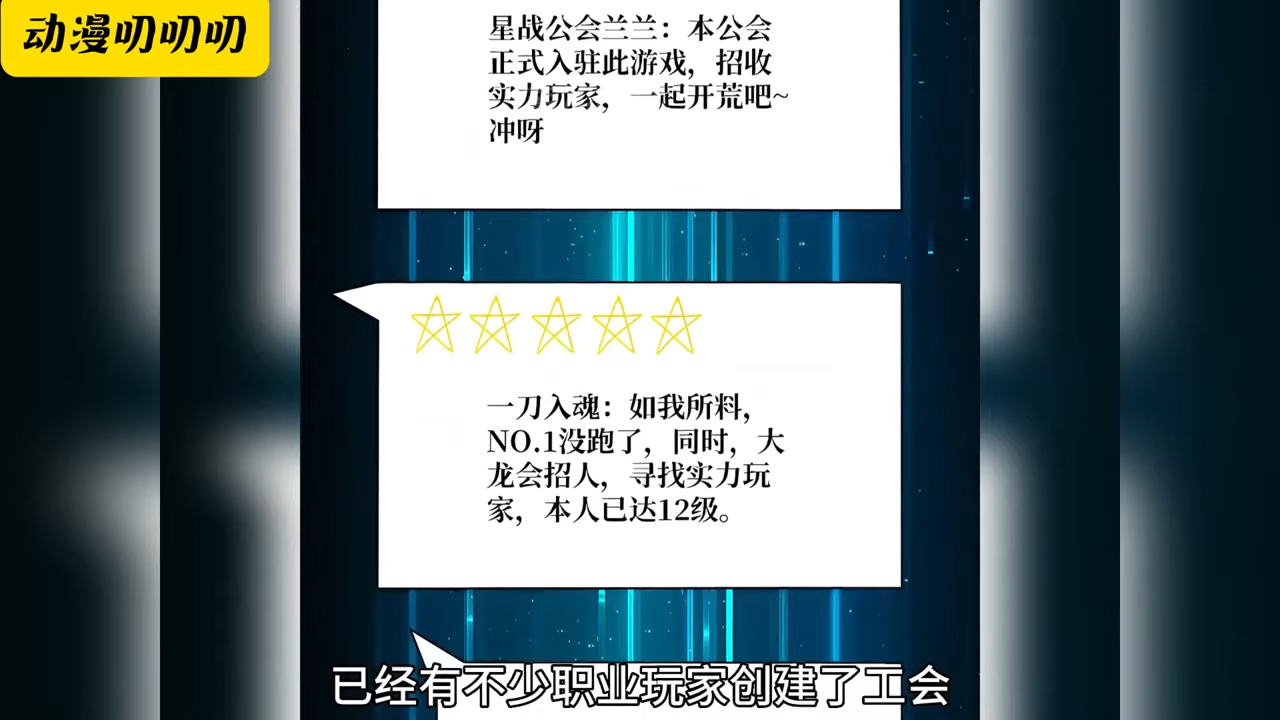 动漫叨叨叨
星战公会兰兰：本公会
正式入驻此游戏，招收
实力玩家，一起开荒吧~
冲呀
一刀入魂：如我所料，
NO.1没跑了，同时，大
龙会招人，寻找实力玩
家，本人已达12级。
已经有不少职业玩家创建了工会